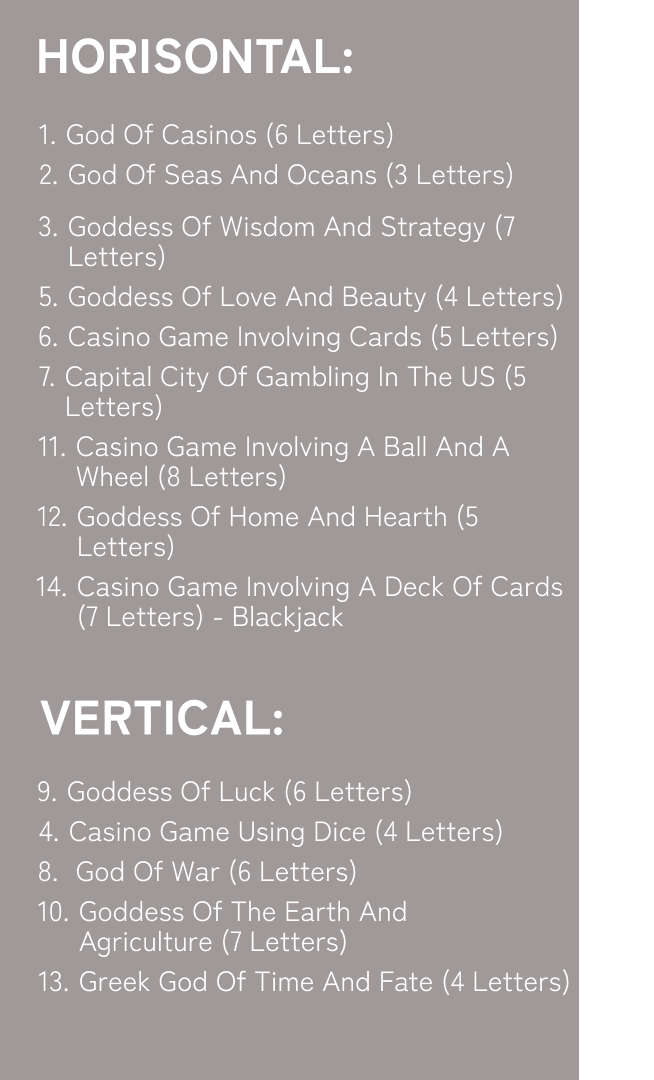 HORISONTAL:
1. God Of Casinos (6 Letters)
2. God Of Seas And Oceans (3 Letters)
3. Goddess Of Wisdom And Strategy (7
Letters)
5. Goddess Of Love And Beauty (4 Letters)
6. Casino Game Involving Cards (5 Letters)
7. Capital City Of Gambling In The US (5
Letters)
11. Casino Game Involving A Ball And A
Wheel (8 Letters)
12. Goddess Of Home And Hearth (5
Letters)
14. Casino Game Involving A Deck Of Cards
(7 Letters) - Blackjack
VERTICAL:
9. Goddess Of Luck (6 Letters)
4. Casino Game Using Dice (4 Letters)
8. God Of War (6 Letters)
10. Goddess Of The Earth And
Agriculture (7 Letters)
13. Greek God Of Time And Fate (4 Letters)